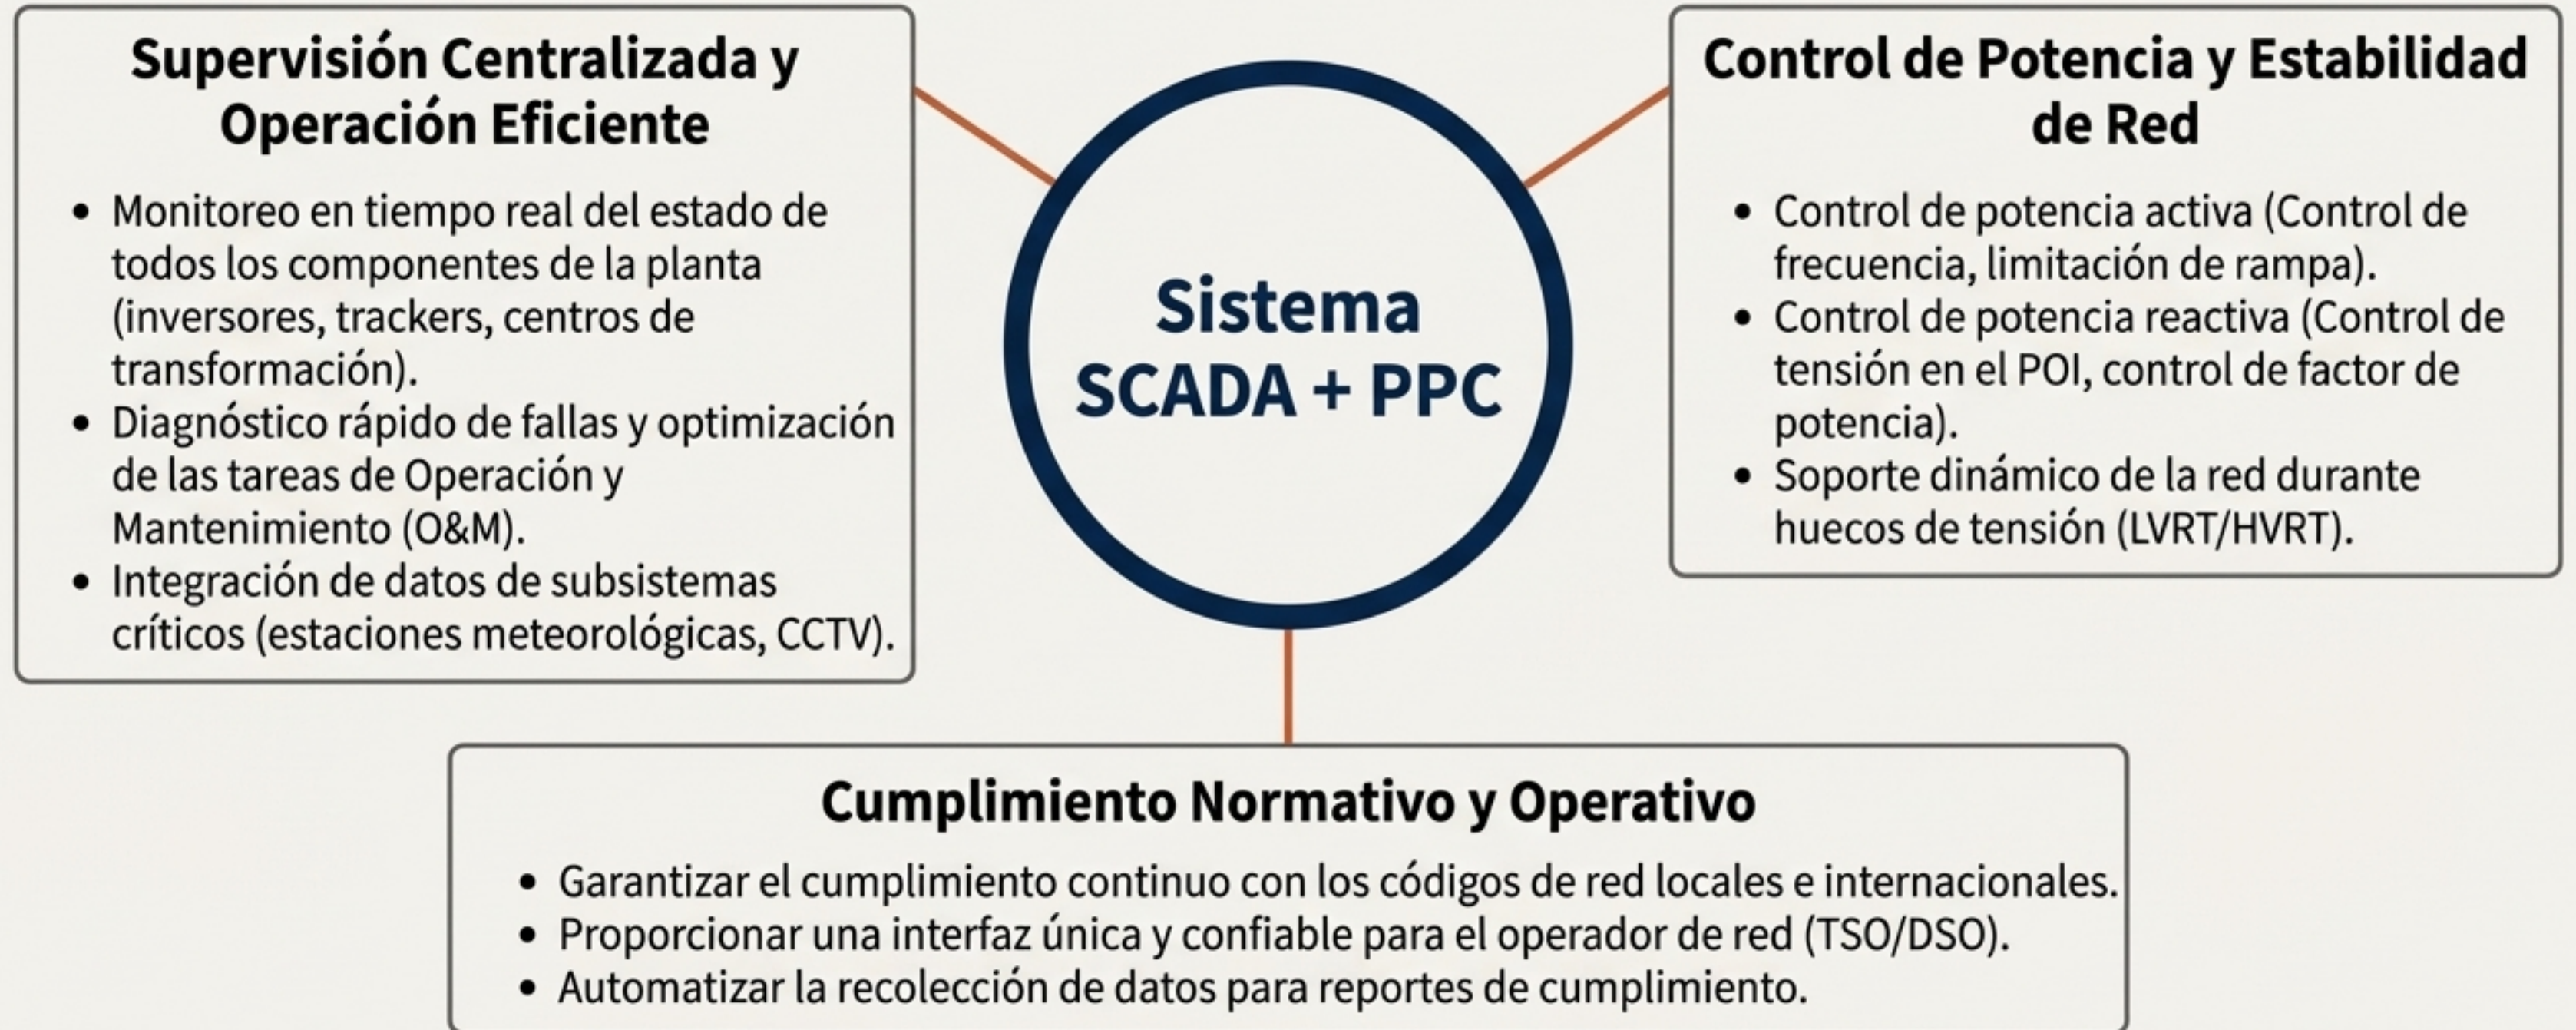 Supervisión Centralizada y
Operación Eficiente
• Monitoreo en tiempo real del estado de
todos los componentes de la planta
(inversores, trackers, centros de
transformación).
• Diagnóstico rápido de fallas y optimización
de las tareas de Operación y
Mantenimiento (O&M).
• Integración de datos de subsistemas
críticos (estaciones meteorológicas, CCTV).
Sistema
SCADA + PPC
Control de Potencia y Estabilidad
de Red
• Control de potencia activa (Control de
frecuencia, limitación de rampa).
• Control de potencia reactiva (Control de
tensión en el POI, control de factor de
potencia).
• Soporte dinámico de la red durante
huecos de tensión (LVRT/HVRT).
Cumplimiento Normativo y Operativo
• Garantizar el cumplimiento continuo con los códigos de red locales e internacionales.
• Proporcionar una interfaz única y confiable para el operador de red (TSO/DSO).
• Automatizar la recolección de datos para reportes de cumplimiento.